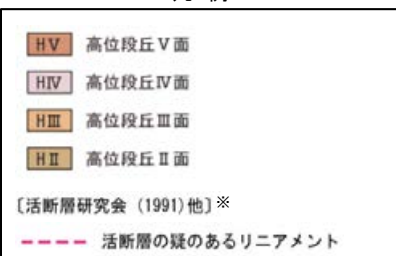 HⅤ 高位段丘Ⅴ面
HⅣ 高位段丘Ⅳ面
HⅢ 高位段丘Ⅲ面
HⅡ 高位段丘Ⅱ面
〔活断層研究会 (1991)他〕※
活断層の疑のあるリニアメント